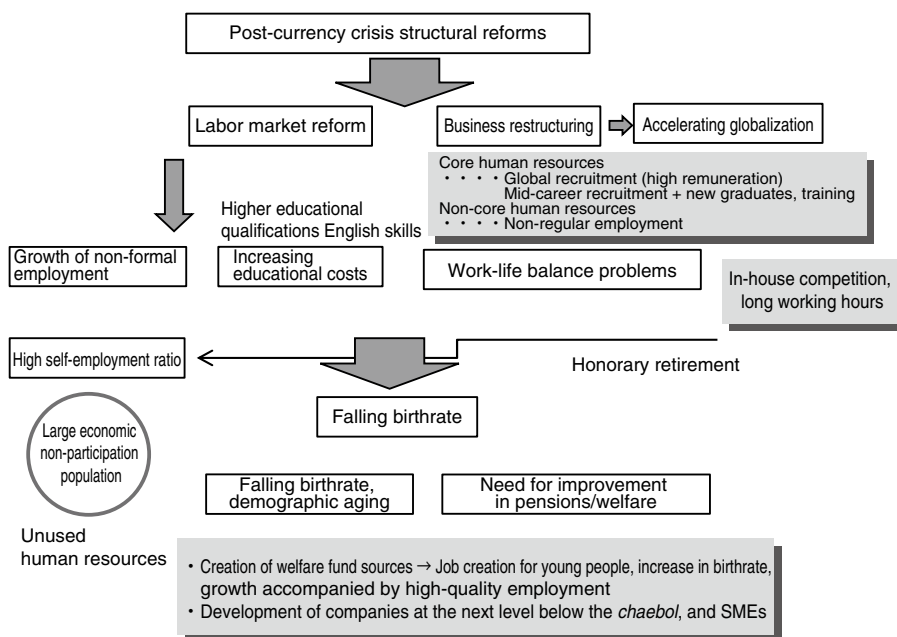 Post-currency crisis structural reforms
Labor market reform
Business restructuring
Accelerating globalization
Core human resources
・・・・Global recruitment (high remuneration)
Mid-career recruitment + new graduates, training
Non-core human resources
・・・・Non-regular employment
Higher educational
qualifications English skills
Growth of non-formal
employment
Increasing
educational costs
Work-life balance problems
In-house competition,
long working hours
High self-employment ratio
Honorary retirement
Falling birthrate
Large economic
non-participation
population
Falling birthrate,
demographic aging
Need for improvement
in pensions/welfare
Unused
human resources
・Creation of welfare fund sources → Job creation for young people, increase in birthrate,
growth accompanied by high-quality employment
・Development of companies at the next level below the chaebol, and SMEs